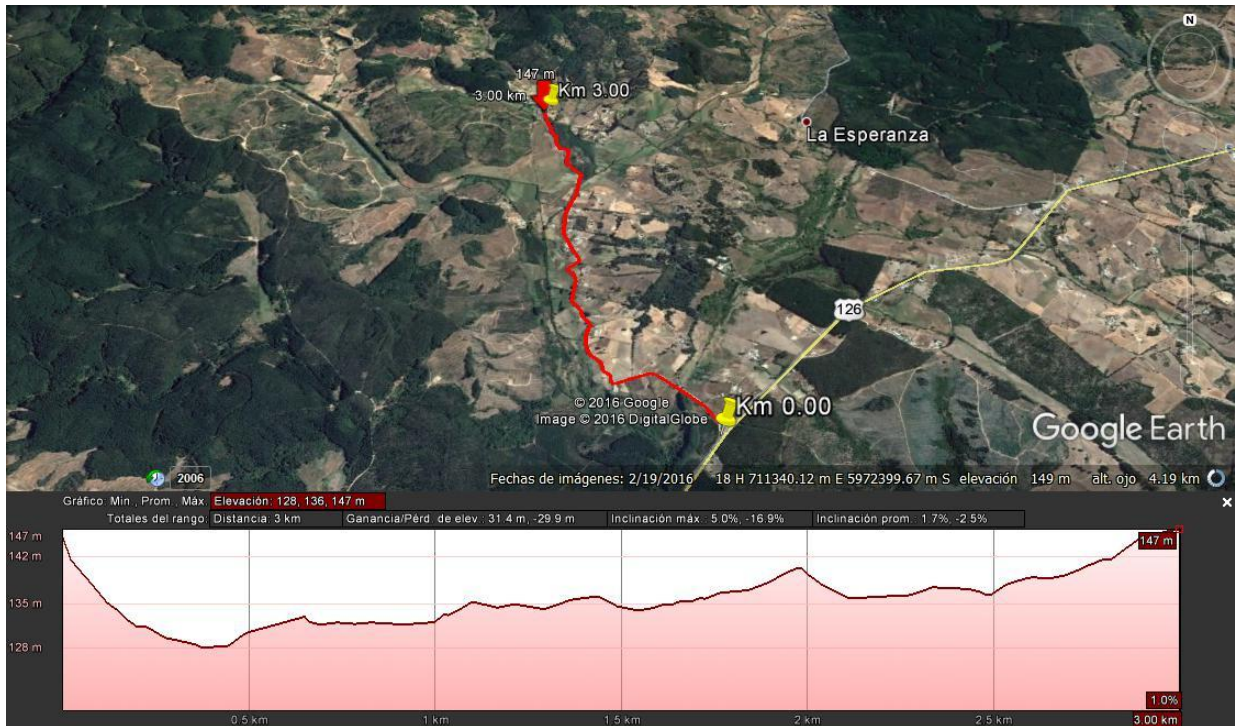 N
147 m
3.00 km
Km 3.00
La Esperanza
126
Km 0.00
© 2016 Google
Image © 2016 DigitalGlobe
Google Earth
2006
Fechas de imágenes: 2/19/2016 18 H 711340.12 m E 5972399.67 m S elevación 149 m alt. ojo 4.19 km
Gráfico: Mín., Prom., Máx. Elevación: 128, 136, 147 m
Totales del rango: Distancia: 3 km Ganancia/Pérd. de elev.: 31.4 m, -29.9 m Inclinación máx.: 5.0%, -16.9% Inclinación prom.: 1.7%, -2.5%
147 m
147 m
142 m
135 m
128 m
1.0%
0.5 km 1 km 1.5 km 2 km 2.5 km 3.00 km